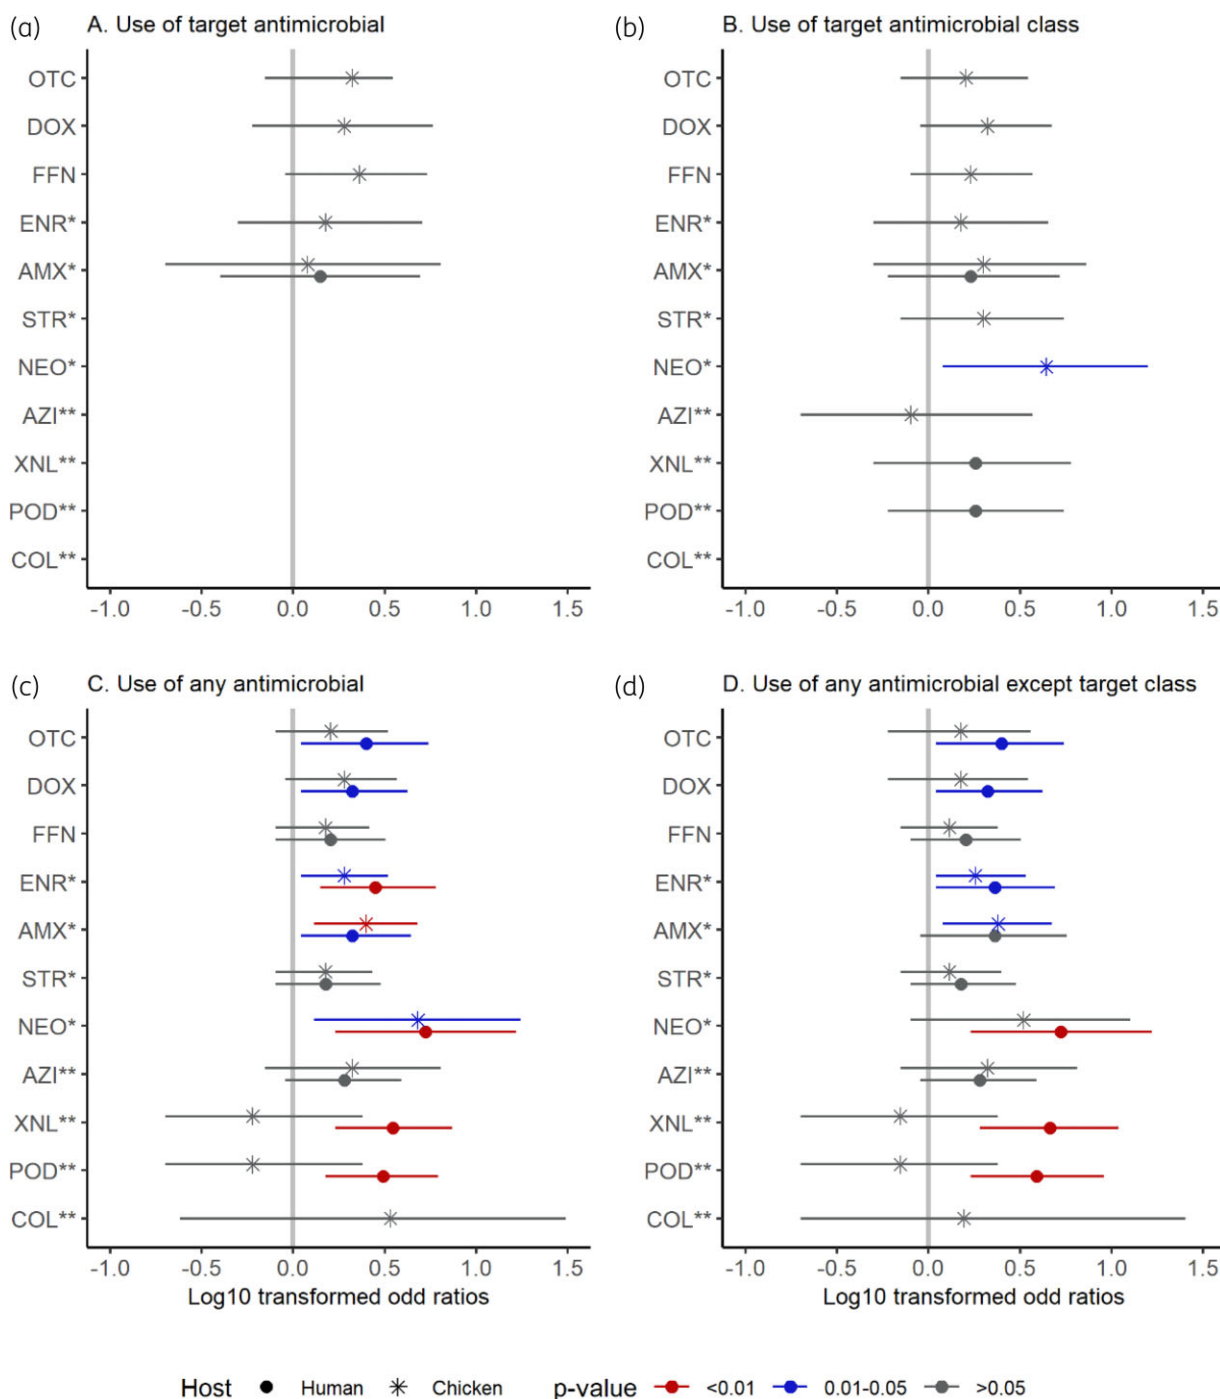 (a) A. Use of target antimicrobial
OTC
DOX
FFN
ENR*
AMX*
STR*
NEO*
AZI**
XNL**
POD**
COL**
-1.0 -0.5 0.0 0.5 1.0 1.5
(b) B. Use of target antimicrobial class
OTC
DOX
FFN
ENR*
AMX*
STR*
NEO*
AZI**
XNL**
POD**
COL**
-1.0 -0.5 0.0 0.5 1.0 1.5
(c) C. Use of any antimicrobial
OTC
DOX
FFN
ENR*
AMX*
STR*
NEO*
AZI**
XNL**
POD**
COL**
-1.0 -0.5 0.0 0.5 1.0 1.5
Log10 transformed odd ratios
(d) D. Use of any antimicrobial except target class
OTC
DOX
FFN
ENR*
AMX*
STR*
NEO*
AZI**
XNL**
POD**
COL**
-1.0 -0.5 0.0 0.5 1.0 1.5
Log10 transformed odd ratios
Host Human Chicken p-value <0.01 0.01-0.05 >0.05